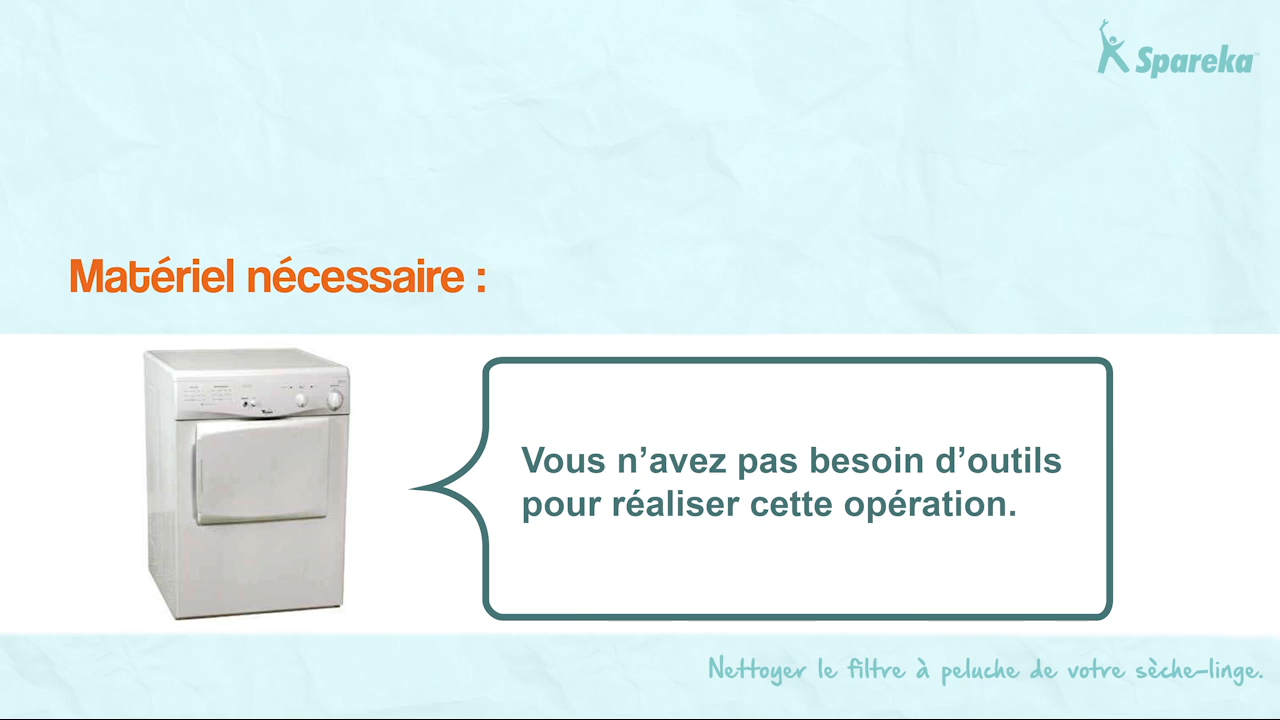 Spareka
Matériel nécessaire :
Vous n’avez pas besoin d’outils
pour réaliser cette opération.
Nettoyer le filtre à peluche de votre sèche-linge.